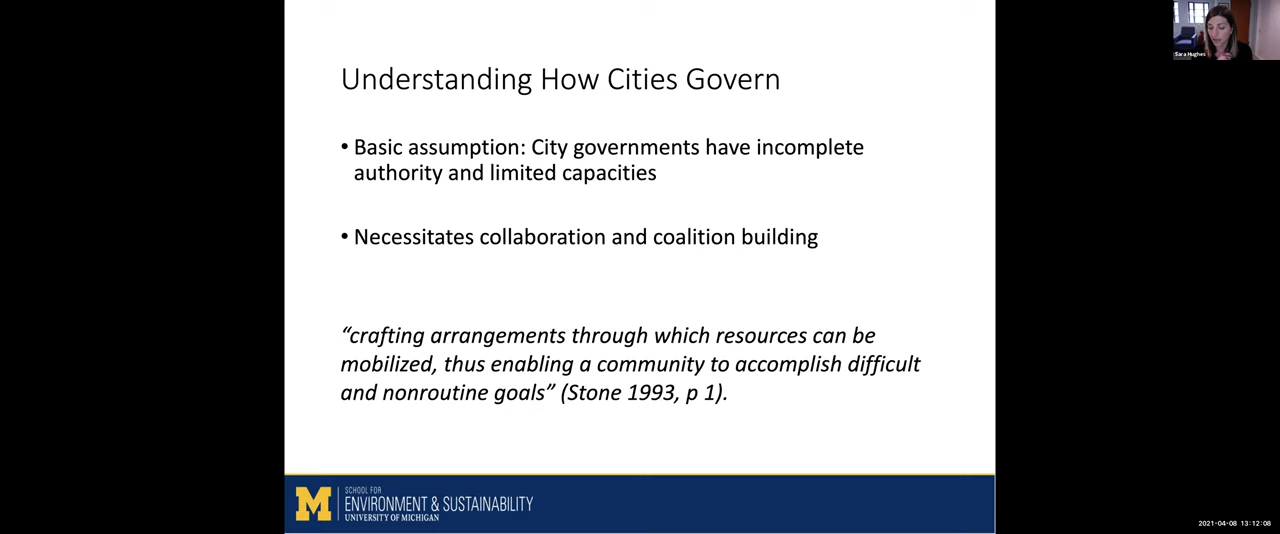 Sara Hughes
Understanding How Cities Govern
• Basic assumption: City governments have incomplete
authority and limited capacities
• Necessitates collaboration and coalition building
“crafting arrangements through which resources can be
mobilized, thus enabling a community to accomplish difficult
and nonroutine goals” (Stone 1993, p 1).
M
SCHOOL FOR
ENVIRONMENT & SUSTAINABILITY
UNIVERSITY OF MICHIGAN
2021-04-08 13:12:08